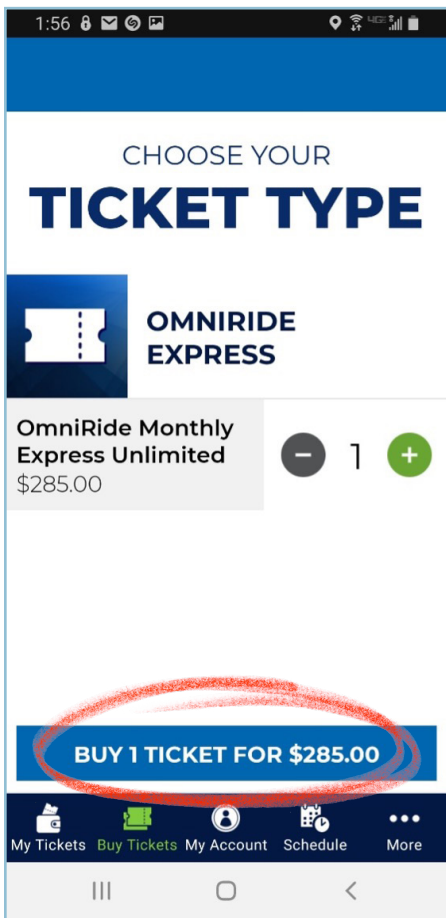 1:56
CHOOSE YOUR
TICKET TYPE
OMNIRIDE
EXPRESS
OmniRide Monthly
Express Unlimited
$285.00
1
BUY 1 TICKET FOR $285.00
My Tickets Buy Tickets My Account Schedule More